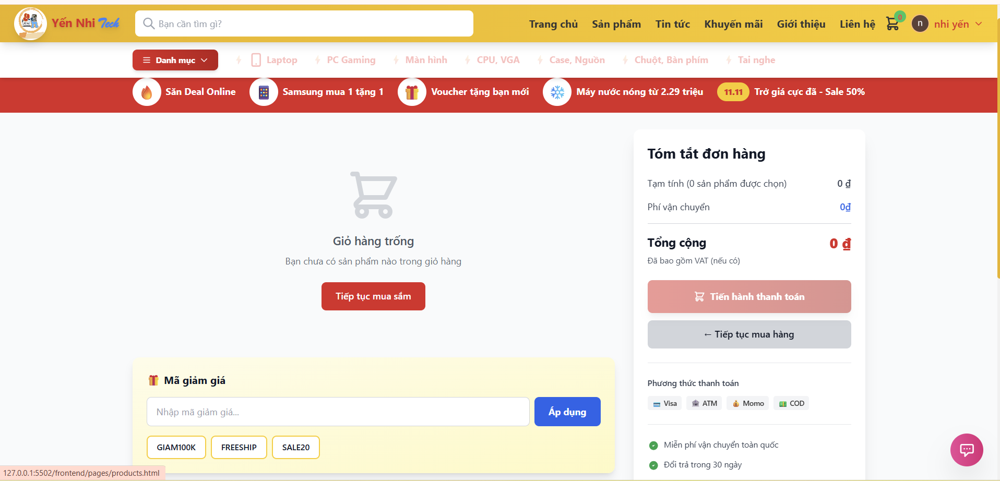 Yến Nhi Tech
Bạn cần tìm gì?
Trang chủ
Sản phẩm
Tin tức
Khuyến mãi
Giới thiệu
Liên hệ
0
n
nhi yến
Danh mục
Laptop
PC Gaming
Màn hình
CPU, VGA
Case, Nguồn
Chuột, Bàn phím
Tai nghe
Săn Deal Online
Samsung mua 1 tặng 1
Voucher tặng bạn mới
Máy nước nóng từ 2.29 triệu
11.11
Trở giá cực đã - Sale 50%
Giỏ hàng trống
Bạn chưa có sản phẩm nào trong giỏ hàng
Tiếp tục mua sắm
Mã giảm giá
Nhập mã giảm giá...
Áp dụng
GIAM100K
FREESHIP
SALE20
Tóm tắt đơn hàng
Tạm tính (0 sản phẩm được chọn) 0 ₫
Phí vận chuyển 0₫
Tổng cộng 0 ₫
Đã bao gồm VAT (nếu có)
Tiến hành thanh toán
← Tiếp tục mua hàng
Phương thức thanh toán
Visa
ATM
Momo
COD
Miễn phí vận chuyển toàn quốc
Đổi trả trong 30 ngày
127.0.0.1:5502/frontend/pages/products.html